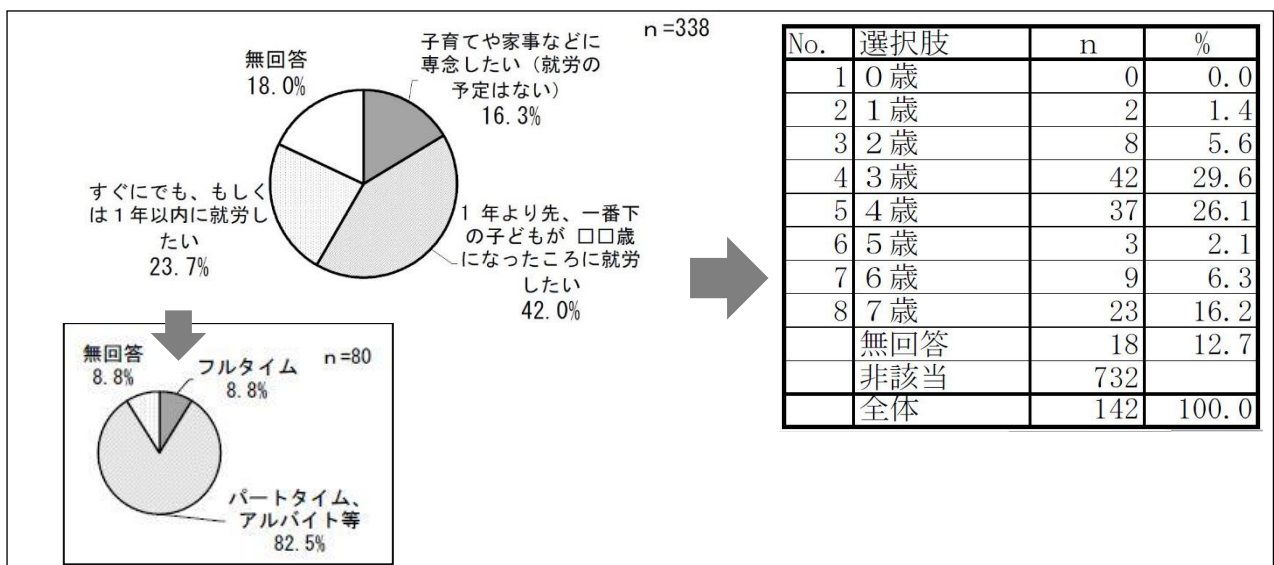 n=338
子育てや家事などに
専念したい（就労の
予定はない）
16.3%
無回答
18.0%
すぐにでも、もしく
は１年以内に就労し
たい
23.7%
１ 年より先、一番下
の子どもが □□歳
になったころに就労
したい
42.0%
n=80
無回答
8.8%
フルタイム
8.8%
パートタイム、
アルバイト等
82.5%
No. 選択肢 n %
1 ０歳 0 0.0
2 １歳 2 1.4
3 ２歳 8 5.6
4 ３歳 42 29.6
5 ４歳 37 26.1
6 ５歳 3 2.1
7 ６歳 9 6.3
8 ７歳 23 16.2
無回答 18 12.7
非該当 732
全体 142 100.0